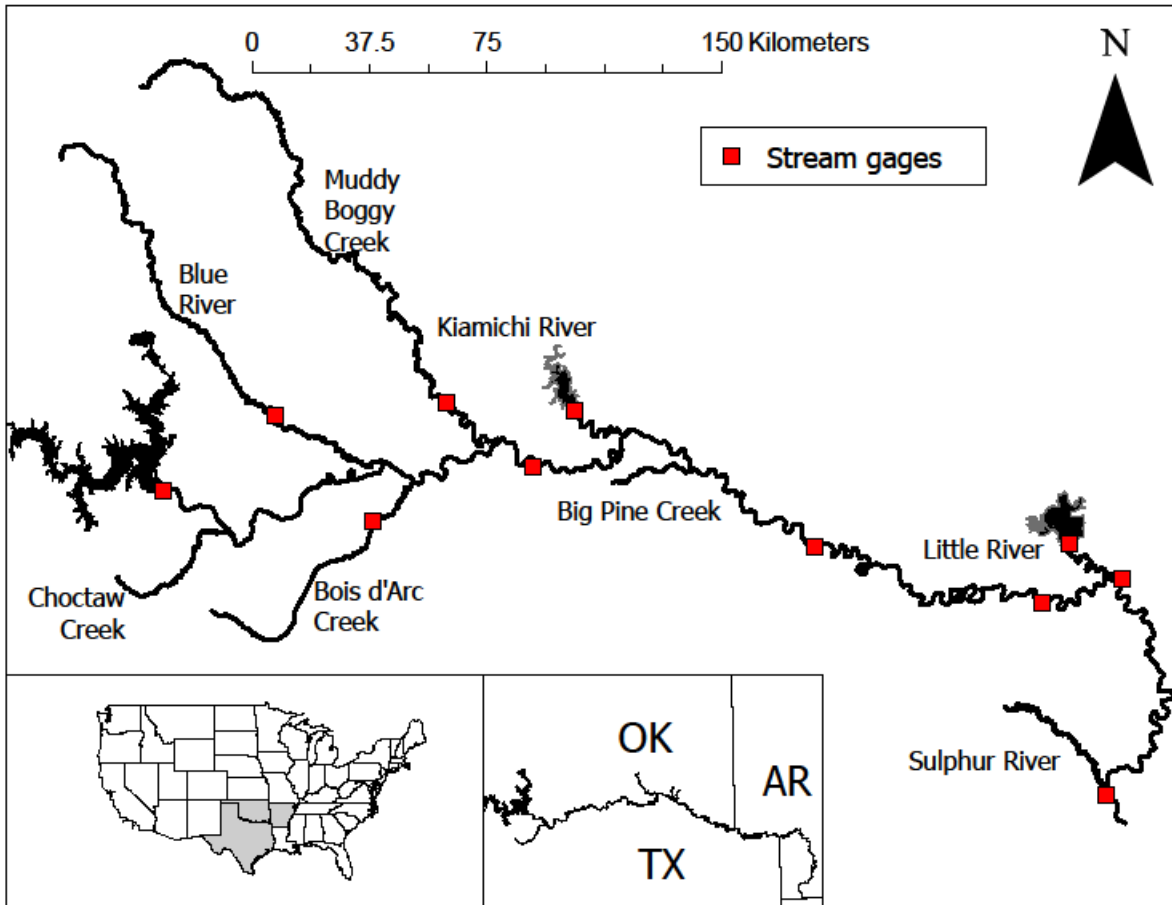 0 37.5 75 150 Kilometers
N
Stream gages
Muddy
Boggy
Creek
Blue
River
Kiamichi River
Big Pine Creek
Little River
Choctaw
Creek
Bois d'Arc
Creek
Sulphur River
OK
AR
TX